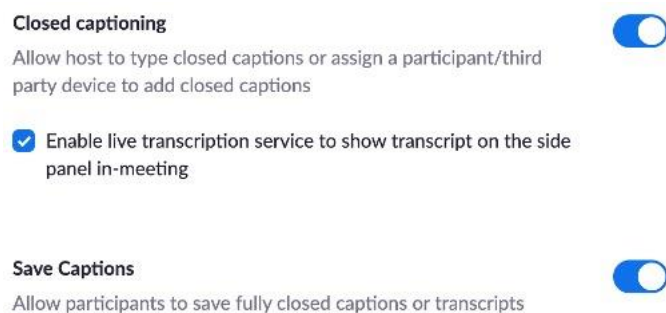 Closed captioning
Allow host to type closed captions or assign a participant/third
party device to add closed captions
Enable live transcription service to show transcript on the side
panel in-meeting
Save Captions
Allow participants to save fully closed captions or transcripts